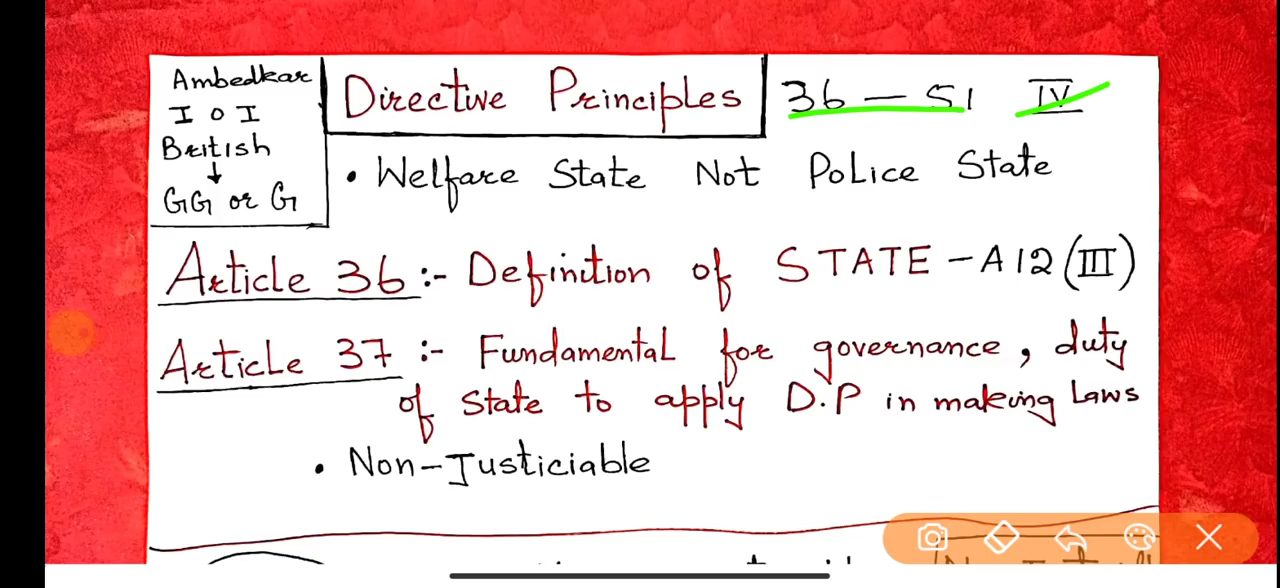 Ambedkar
I O I
British
↓
GG or G
Directive Principles
36 – 51 IV
• Welfare State Not Police State
Article 36 :- Definition of STATE – A12 (III)
Article 37 :- Fundamental for governance, duty
of State to apply D.P in making Laws
• Non-Justiciable